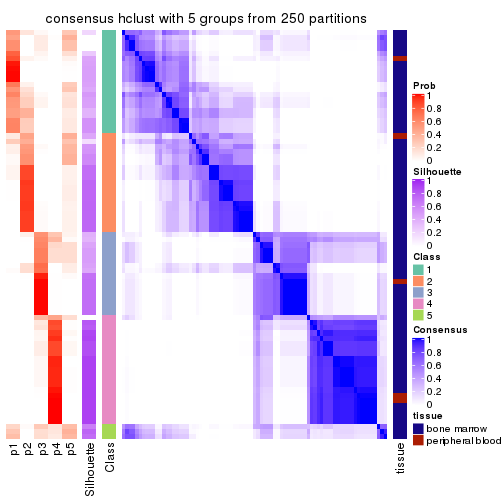 consensus hclust with 5 groups from 250 partitions
Prob
1
0.8
0.6
0.4
0.2
0
Silhouette
1
0.8
0.6
0.4
0.2
0
Class
1
2
3
4
5
Consensus
1
0.8
0.6
0.4
0.2
0
tissue
bone marrow
peripheral blood
p1
p2
p3
p4
p5
Silhouette
Class
tissue